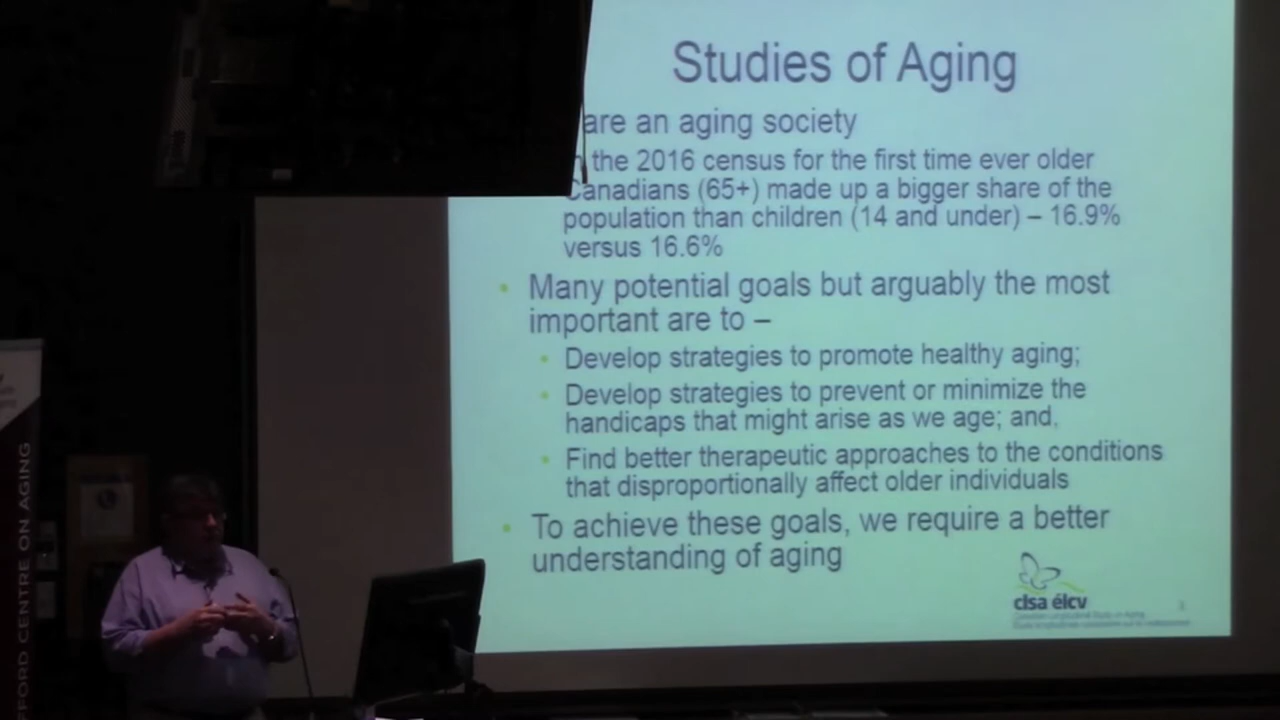 Studies of Aging
are an aging society
the 2016 census for the first time ever older
Canadians (65+) made up a bigger share of the
population than children (14 and under) – 16.9%
versus 16.6%
• Many potential goals but arguably the most
important are to –
• Develop strategies to promote healthy aging;
• Develop strategies to prevent or minimize the
handicaps that might arise as we age; and,
• Find better therapeutic approaches to the conditions
that disproportionally affect older individuals
• To achieve these goals, we require a better
understanding of aging
clsa élcv
FFORD CENTRE ON AGING